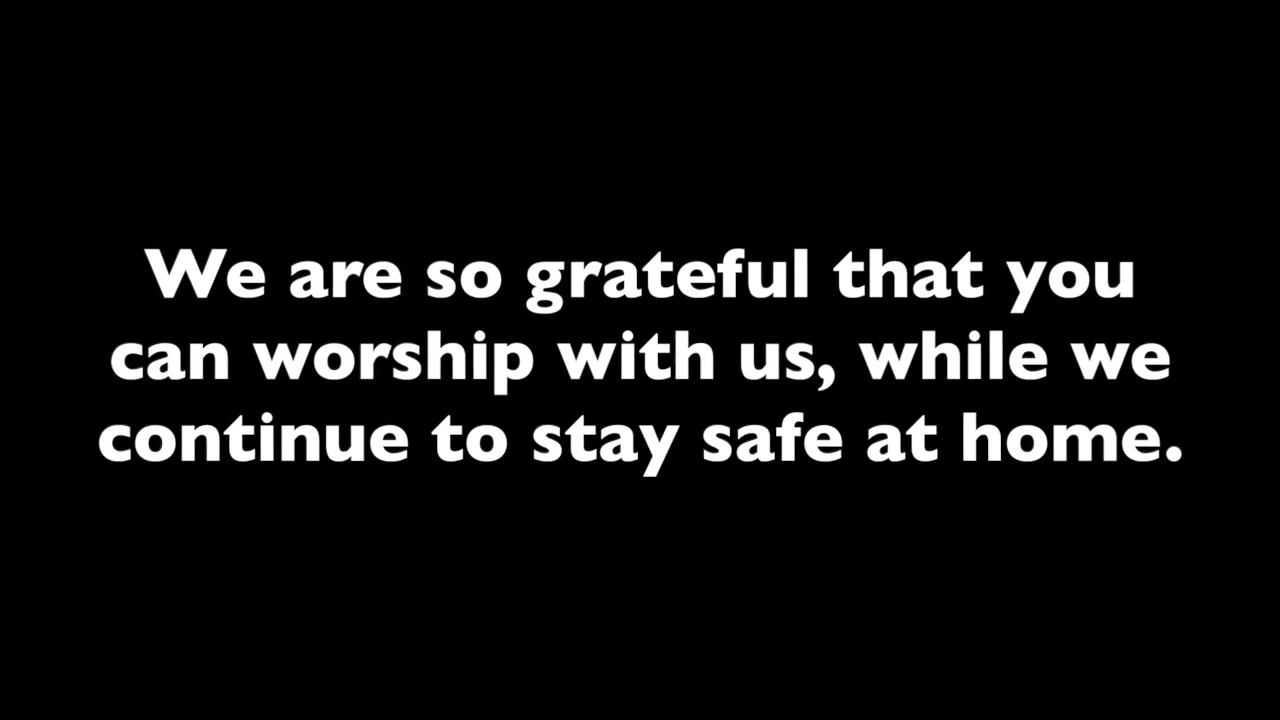 We are so grateful that you
can worship with us, while we
continue to stay safe at home.